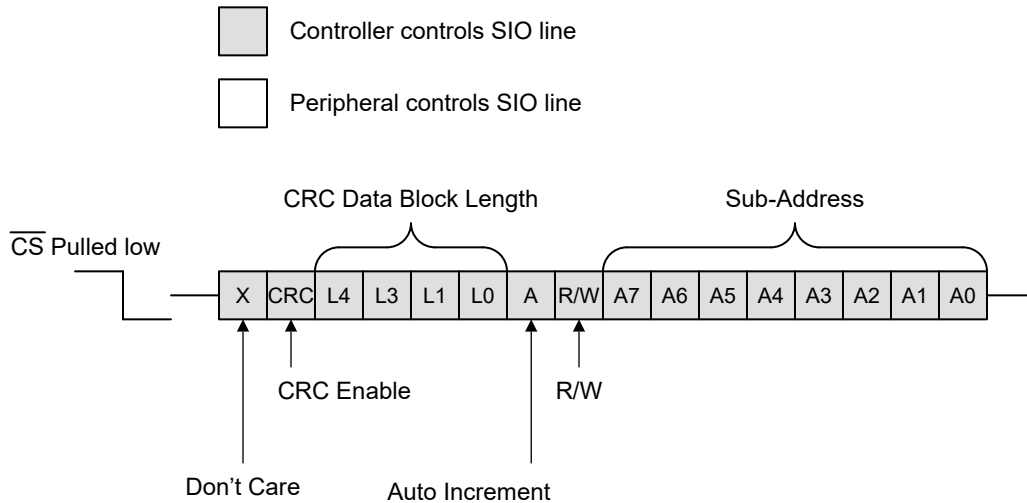 Controller controls SIO line
Peripheral controls SIO line
CRC Data Block Length
Sub-Address
CS Pulled low
X CRC L4 L3 L1 L0 A R/W A7 A6 A5 A4 A3 A2 A1 A0
CRC Enable
R/W
Don't Care
Auto Increment